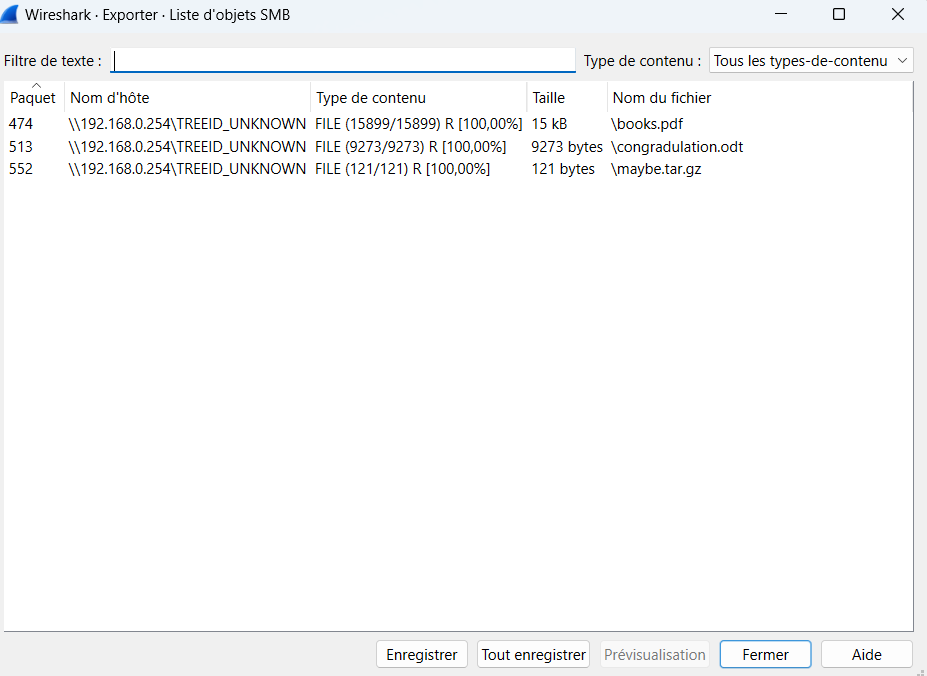 Wireshark · Exporter · Liste d'objets SMB
Filtre de texte : Type de contenu : Tous les types-de-contenu
Paquet Nom d'hôte Type de contenu Taille Nom du fichier
474 \\192.168.0.254\TREEID_UNKNOWN FILE (15899/15899) R [100,00%] 15 kB \books.pdf
513 \\192.168.0.254\TREEID_UNKNOWN FILE (9273/9273) R [100,00%] 9273 bytes \congradulation.odt
552 \\192.168.0.254\TREEID_UNKNOWN FILE (121/121) R [100,00%] 121 bytes \maybe.tar.gz
Enregistrer Tout enregistrer Prévisualisation Fermer Aide